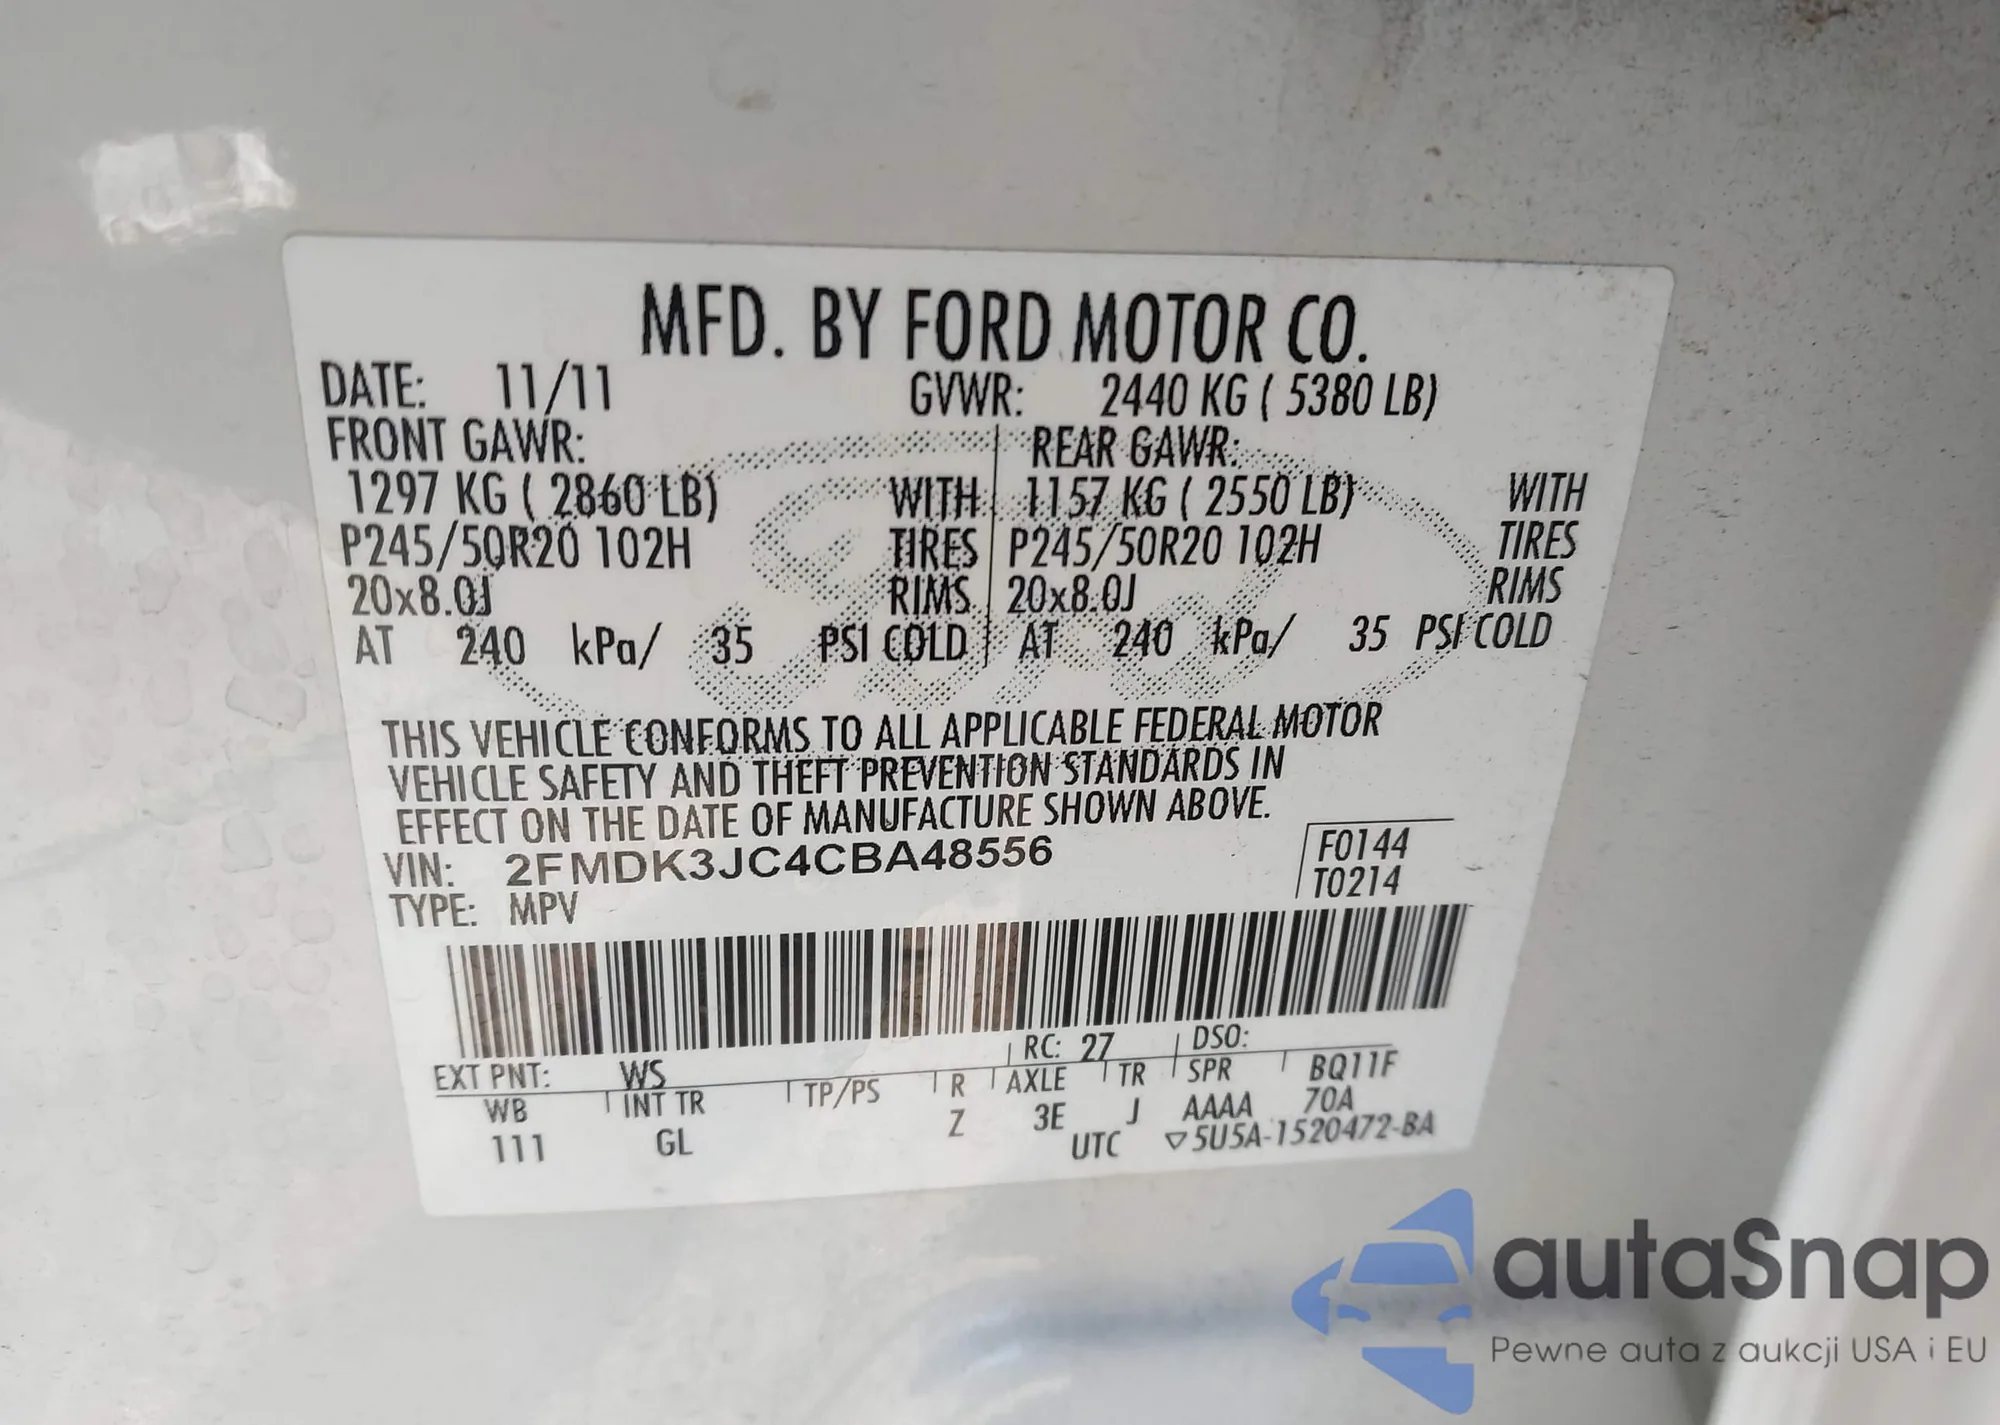 MFD. BY FORD MOTOR CO.
DATE: 11/11 GVWR: 2440 KG ( 5380 LB)
FRONT GAWR: REAR GAWR:
1297 KG ( 2860 LB) WITH 1157 KG ( 2550 LB) WITH
P245/50R20 102H TIRES P245/50R20 102H TIRES
20x8.0J RIMS 20x8.0J RIMS
AT 240 kPa/ 35 PSI COLD AT 240 kPa/ 35 PSI COLD
THIS VEHICLE CONFORMS TO ALL APPLICABLE FEDERAL MOTOR
VEHICLE SAFETY AND THEFT PREVENTION STANDARDS IN
EFFECT ON THE DATE OF MANUFACTURE SHOWN ABOVE.
VIN: 2FMDK3JC4CBA48556 F0144
TYPE: MPV T0214
EXT PNT: WS RC: 27 DSO:
WB INT TR TP/PS R AXLE TR SPR BQ11F
111 GL Z 3E J AAAA 70A
UTC ▽5U5A-1520472-BA
autaSnap
Pewne auta z aukcji USA i EU